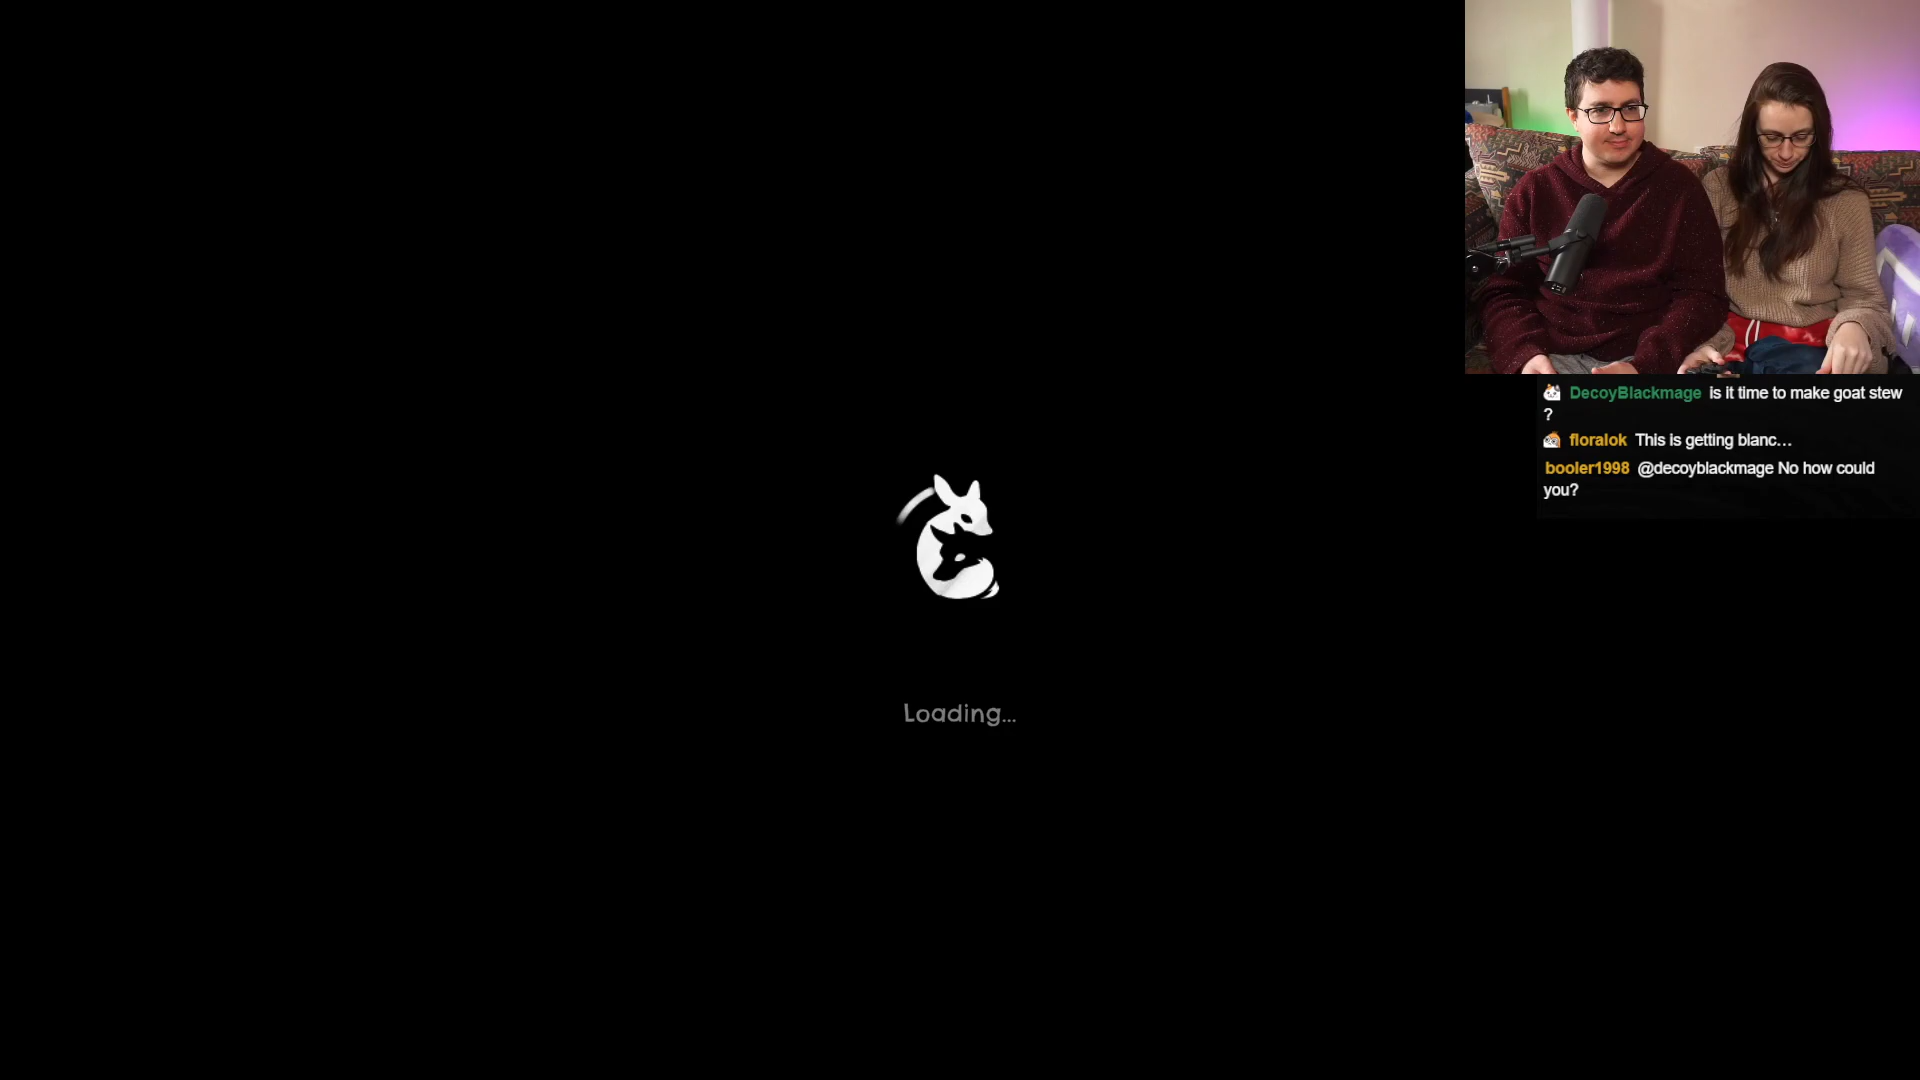 DecoyBlackmage is it time to make goat stew
?
floralok This is getting blanc...
booler1998 @decoyblackmage No how could
you?
Loading...